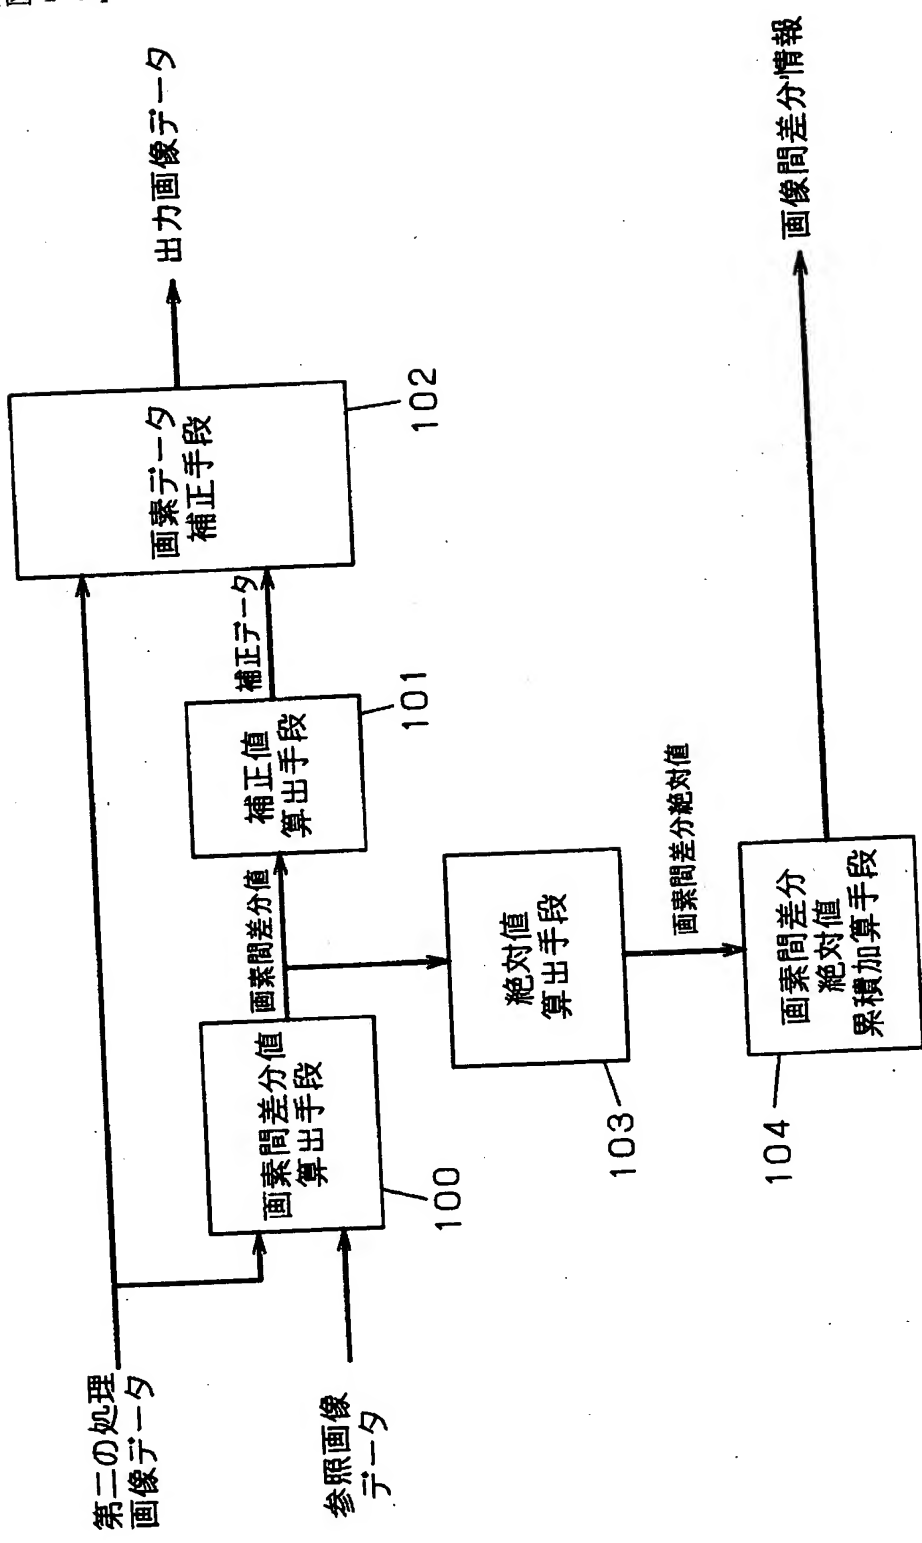 第二の処理
画像データ
参照画像
データ
画素間差分値
算出手段
100
画素間差分値
補正値
算出手段
101
補正データ
画素データ
補正手段
102
出力画像データ
絶対値
算出手段
103
画素間差分絶対値
画素間差分
絶対値
累積加算手段
104
画像間差分情報